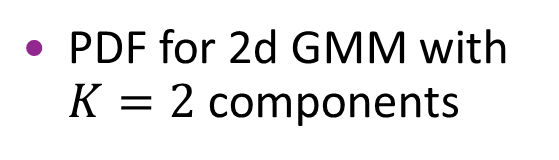 • PDF for 2d GMM with
K = 2 components